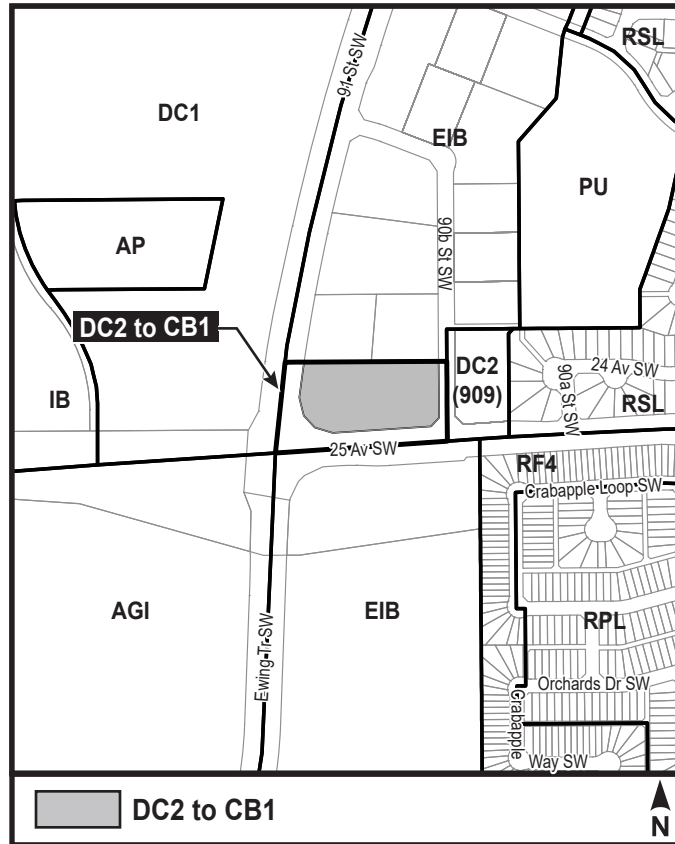 RSL
91 St SW
DC1
EIB
PU
AP
90b St SW
DC2 to CB1
DC2
(909)
24 Av SW
IB
90a St SW
RSL
25 Av SW
RF4
Crabapple Loop SW
AGI
EIB
RPL
Ewing Tr SW
Orchards Dr SW
Crabapple
Way SW
DC2 to CB1
N